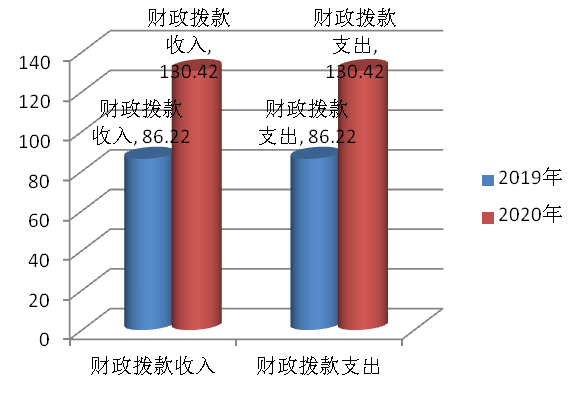 财政拨款
收入,
130.42
财政拨款
支出,
130.42
财政拨款
收入, 86.22
财政拨款
支出, 86.22
140
120
100
80
60
40
20
0
财政拨款收入
财政拨款支出
2019年
2020年